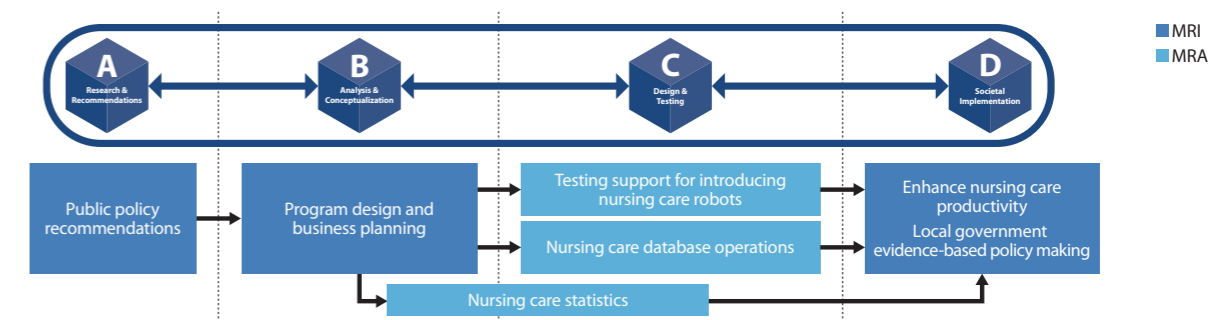 A
Research &
Recommendations
B
Analysis &
Conceptualization
C
Design &
Testing
D
Societal
Implementation
MRI
MRA
Public policy
recommendations
Program design and
business planning
Testing support for introducing
nursing care robots
Nursing care database operations
Nursing care statistics
Enhance nursing care
productivity
Local government
evidence-based policy making